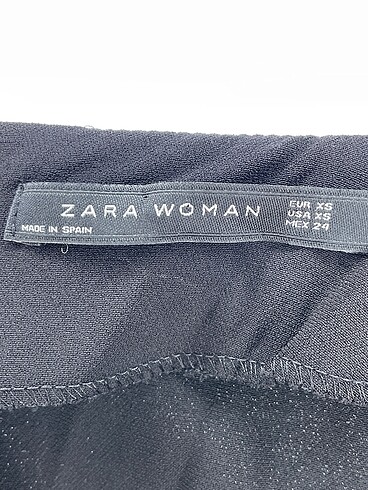 ZARA WOMAN
MADE IN SPAIN
EUR XS
USA XS
MEX 24